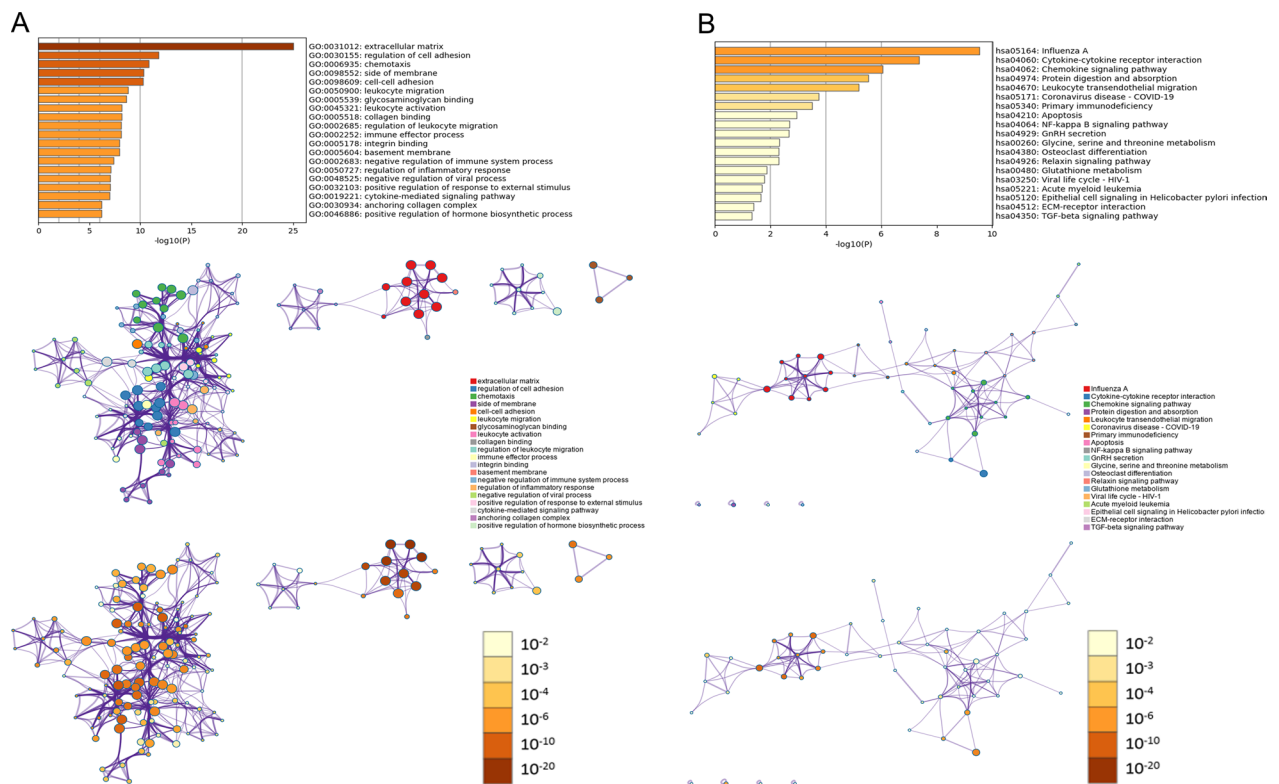 A
GO:0031012: extracellular matrix
GO:0030155: regulation of cell adhesion
GO:0006935: chemotaxis
GO:0098552: side of membrane
GO:0098609: cell-cell adhesion
GO:0050900: leukocyte migration
GO:0005539: glycosaminoglycan binding
GO:0045321: leukocyte activation
GO:0005518: collagen binding
GO:0002685: regulation of leukocyte migration
GO:0002252: immune effector process
GO:0005178: integrin binding
GO:0005604: basement membrane
GO:0002683: negative regulation of immune system process
GO:0050727: regulation of inflammatory response
GO:0048525: negative regulation of viral process
GO:0032103: positive regulation of response to external stimulus
GO:0019221: cytokine-mediated signaling pathway
GO:0030934: anchoring collagen complex
GO:0046886: positive regulation of hormone biosynthetic process
0 5 10 15 20 25
-log10(P)
extracellular matrix
regulation of cell adhesion
chemotaxis
side of membrane
cell-cell adhesion
leukocyte migration
glycosaminoglycan binding
leukocyte activation
collagen binding
regulation of leukocyte migration
immune effector process
integrin binding
basement membrane
negative regulation of immune system process
regulation of inflammatory response
negative regulation of viral process
positive regulation of response to external stimulus
cytokine-mediated signaling pathway
anchoring collagen complex
positive regulation of hormone biosynthetic process
10⁻²
10⁻³
10⁻⁴
10⁻⁶
10⁻¹⁰
10⁻²⁰
B
hsa05164: Influenza A
hsa04060: Cytokine-cytokine receptor interaction
hsa04062: Chemokine signaling pathway
hsa04974: Protein digestion and absorption
hsa04670: Leukocyte transendothelial migration
hsa05171: Coronavirus disease - COVID-19
hsa05340: Primary immunodeficiency
hsa04210: Apoptosis
hsa04064: NF-kappa B signaling pathway
hsa04929: GnRH secretion
hsa00260: Glycine, serine and threonine metabolism
hsa04380: Osteoclast differentiation
hsa04926: Relaxin signaling pathway
hsa00480: Glutathione metabolism
hsa03250: Viral life cycle - HIV-1
hsa05221: Acute myeloid leukemia
hsa05120: Epithelial cell signaling in Helicobacter pylori infection
hsa04512: ECM-receptor interaction
hsa04350: TGF-beta signaling pathway
0 2 4 6 8 10
-log10(P)
Influenza A
Cytokine-cytokine receptor interaction
Chemokine signaling pathway
Protein digestion and absorption
Leukocyte transendothelial migration
Coronavirus disease - COVID-19
Primary immunodeficiency
Apoptosis
NF-kappa B signaling pathway
GnRH secretion
Glycine, serine and threonine metabolism
Osteoclast differentiation
Relaxin signaling pathway
Glutathione metabolism
Viral life cycle - HIV-1
Acute myeloid leukemia
Epithelial cell signaling in Helicobacter pylori infectio
ECM-receptor interaction
TGF-beta signaling pathway
10⁻²
10⁻³
10⁻⁴
10⁻⁶
10⁻¹⁰
10⁻²⁰